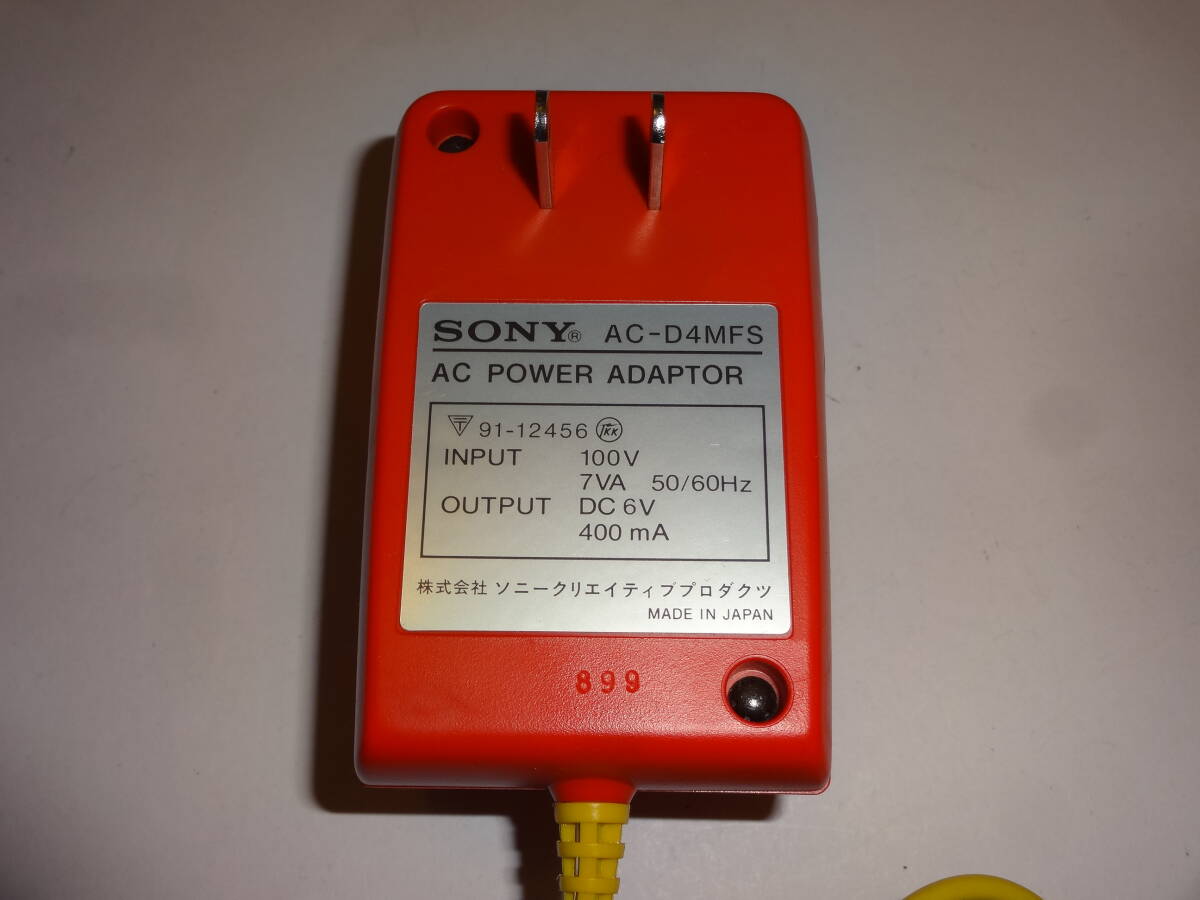 SONY® AC-D4MFS
AC POWER ADAPTOR
〒 91-12456 JKK
INPUT 100V
7VA 50/60Hz
OUTPUT DC 6V
400 mA
株式会社 ソニークリエイティブプロダクツ
MADE IN JAPAN
899